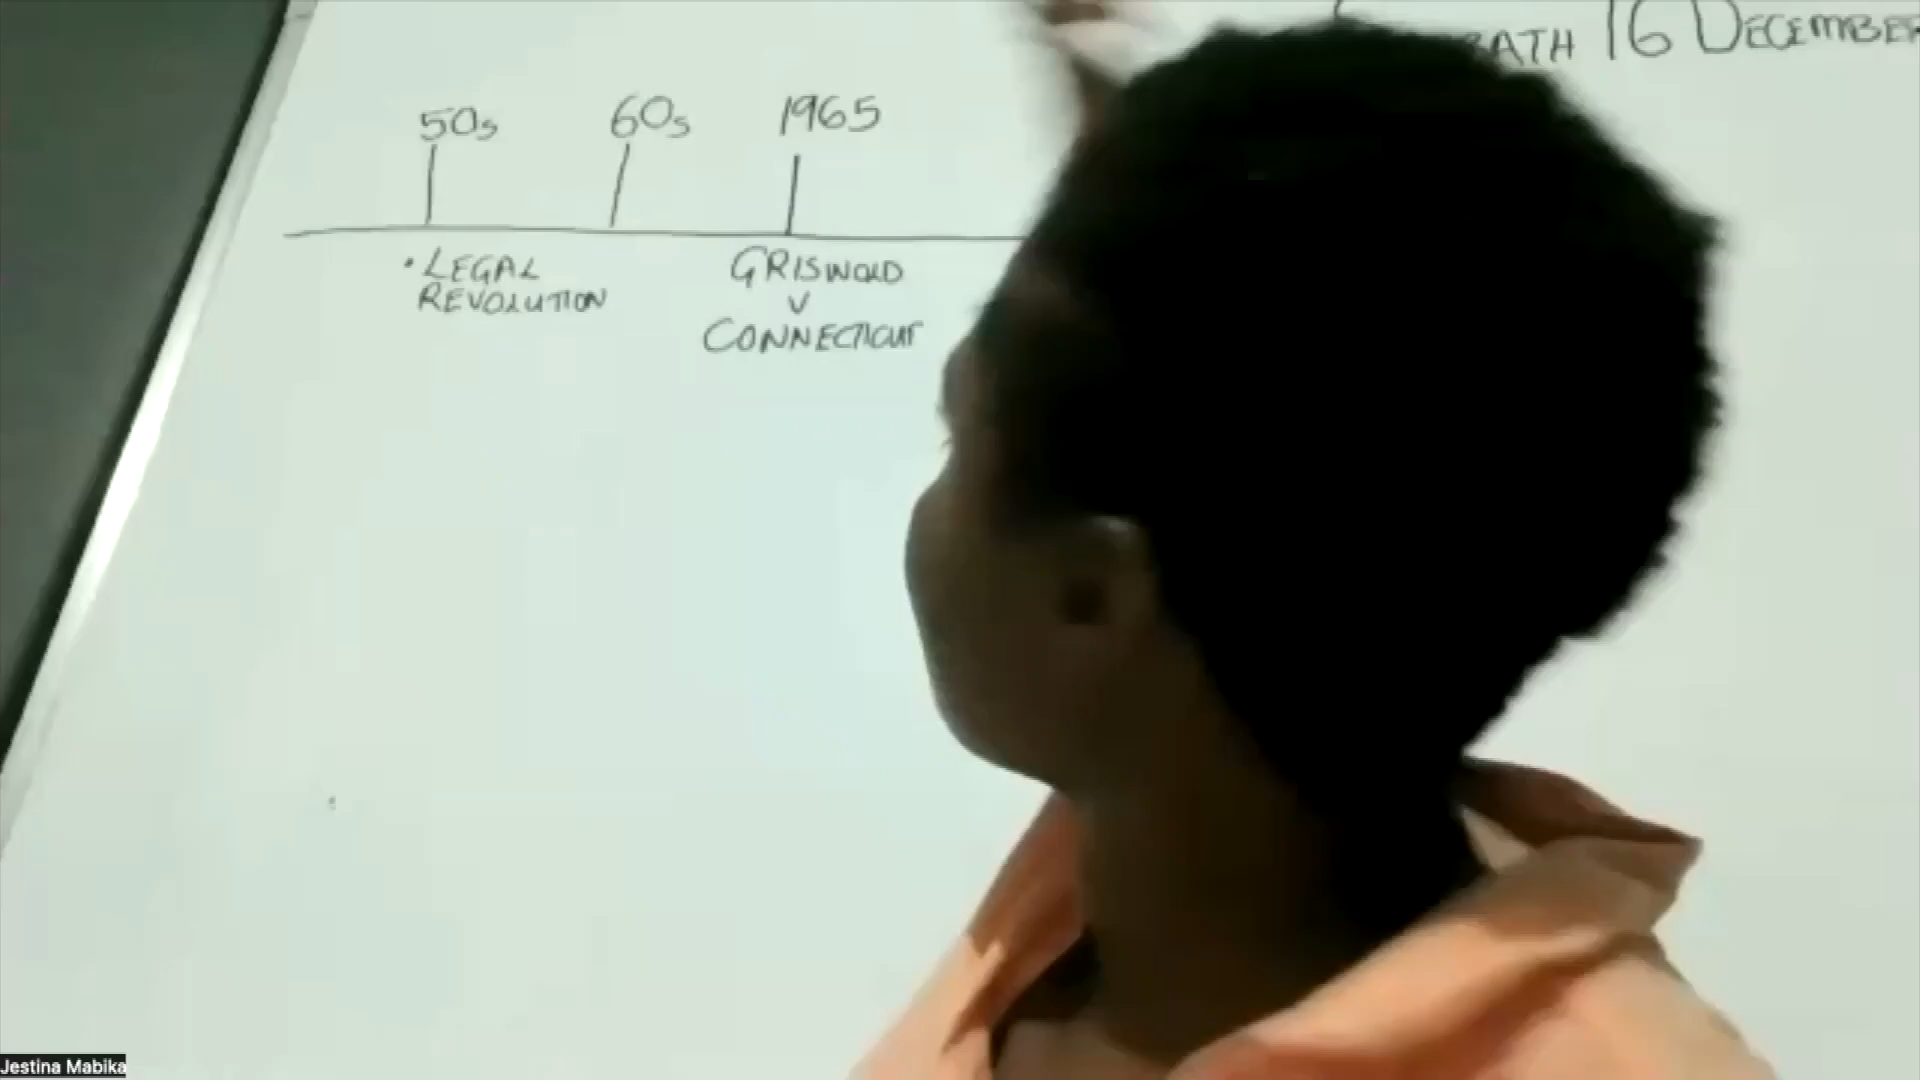 16 DECEMBER
50s 60s 1965
• LEGAL
REVOLUTION
GRISWOLD
V
CONNECTICUT
Jestina Mabika